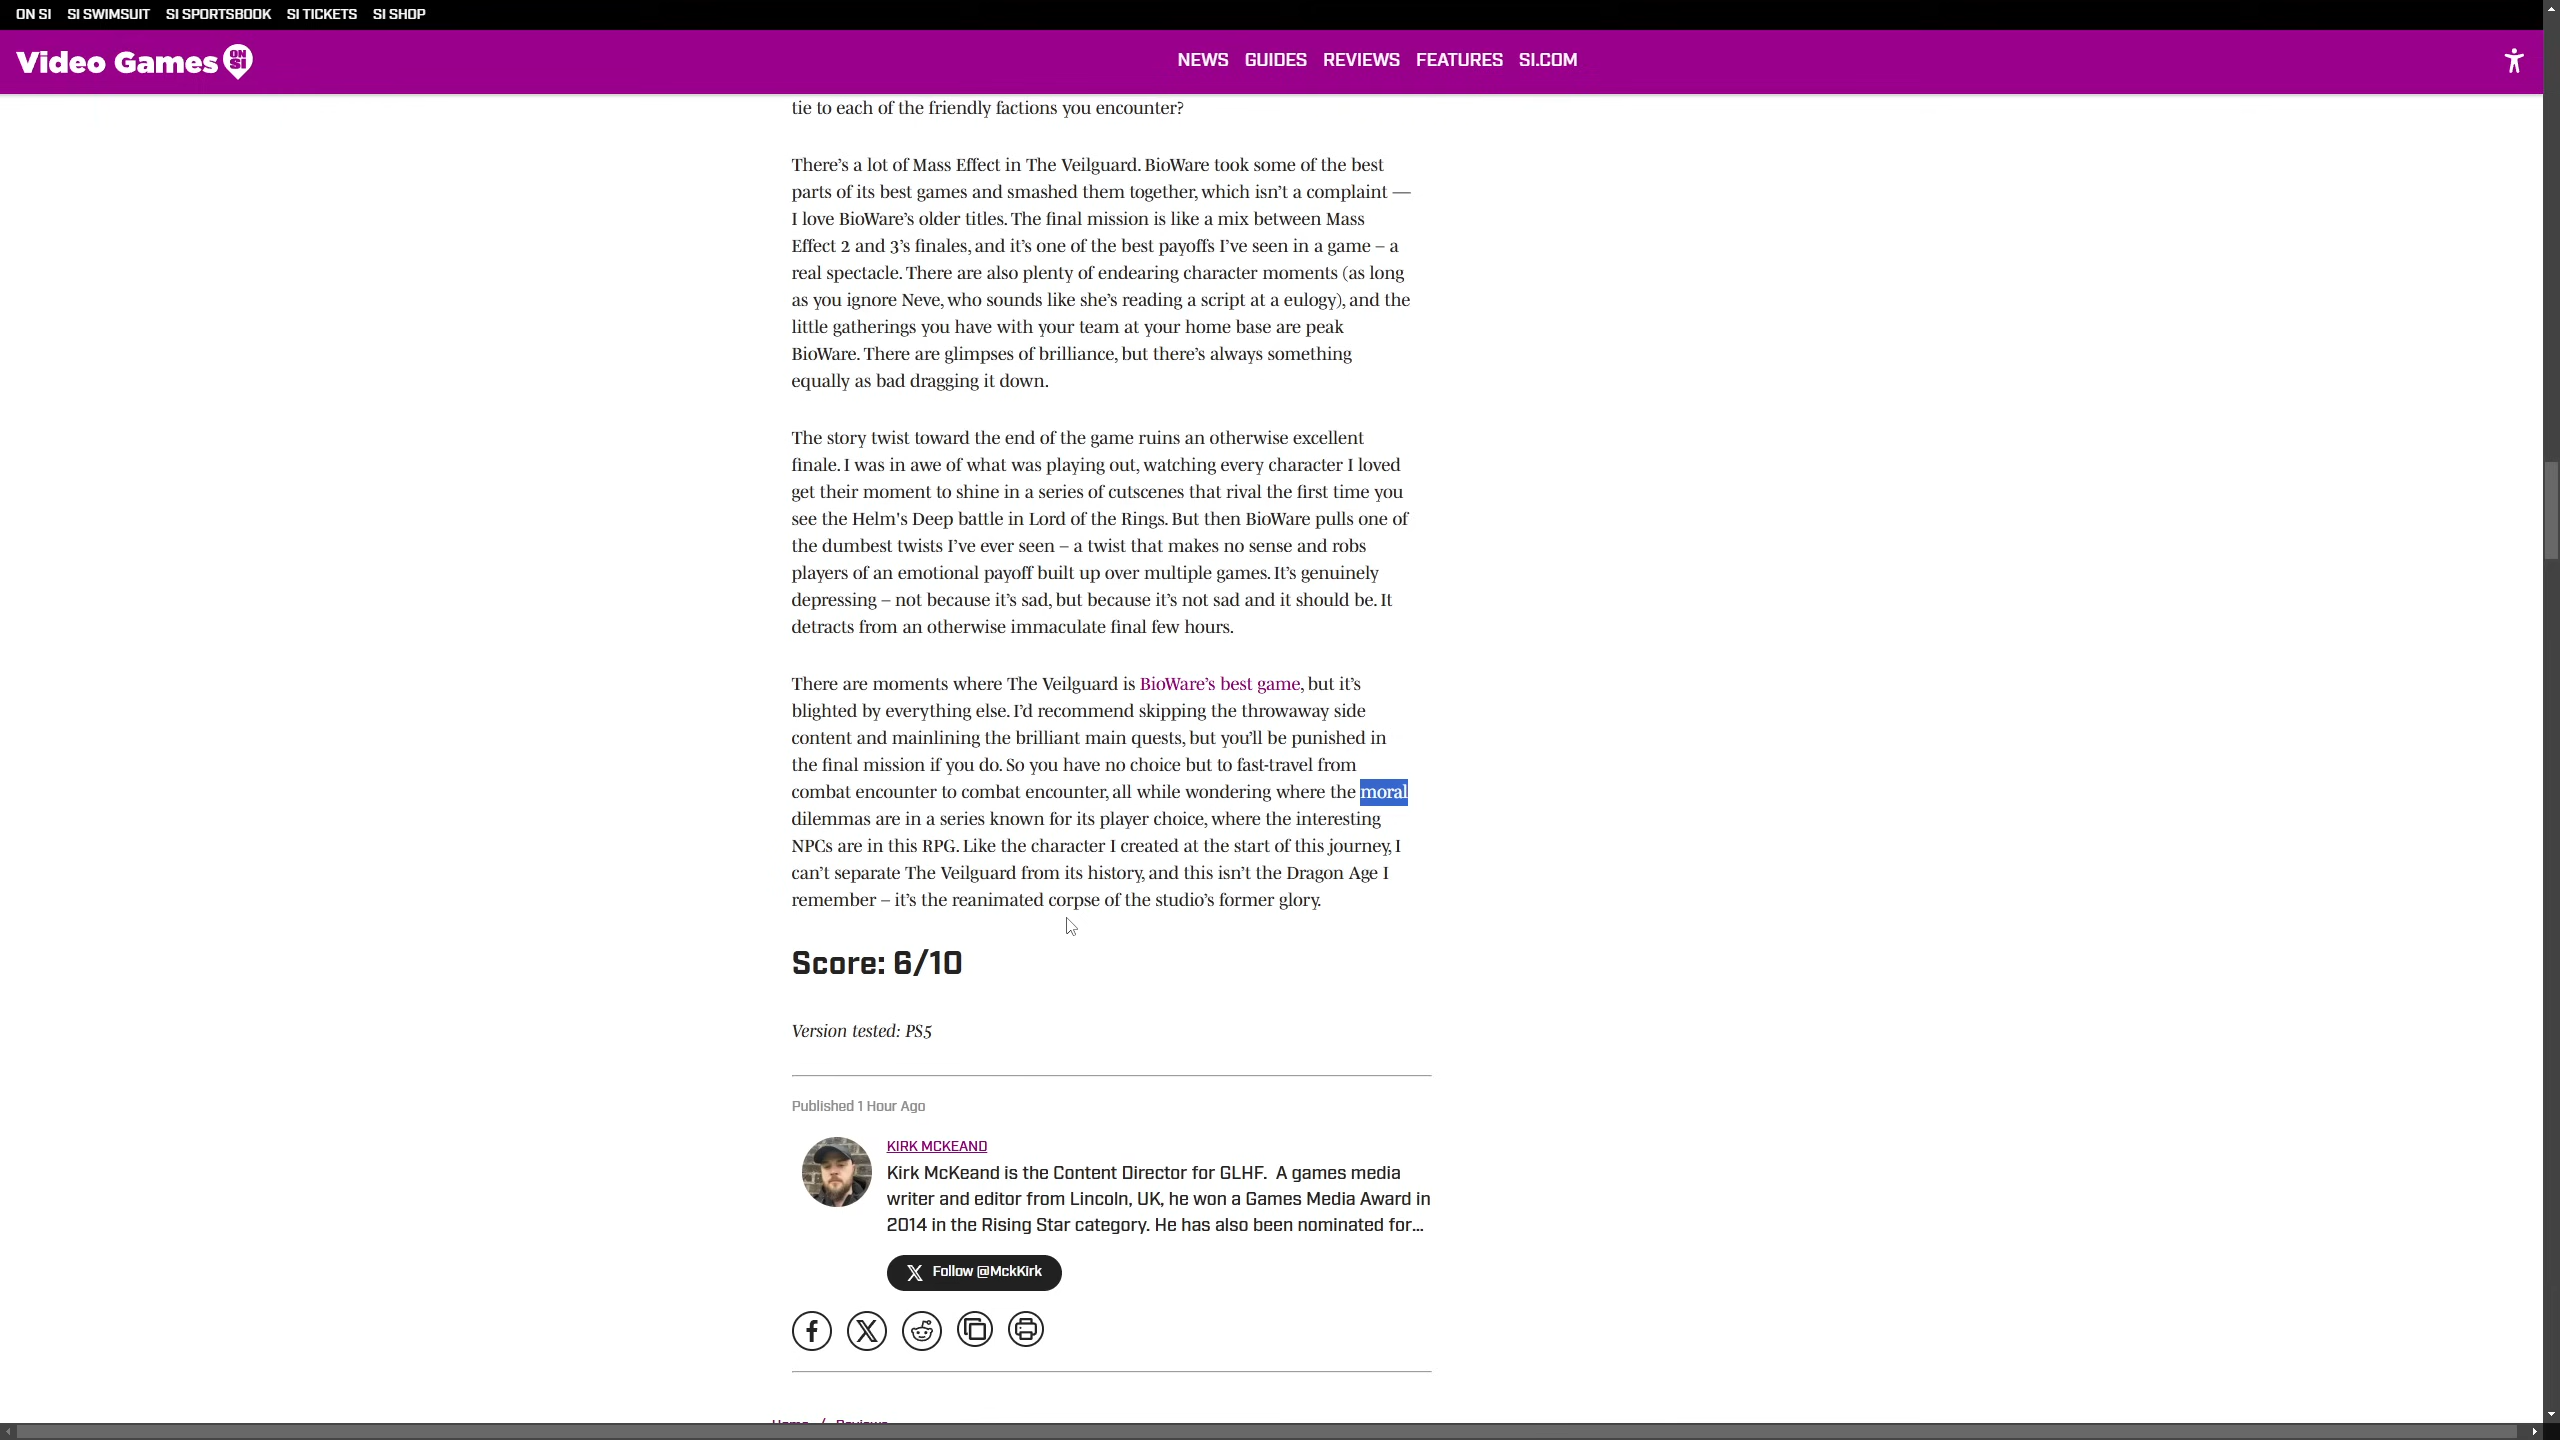 ON SI SI SWIMSUIT SI SPORTSBOOK SI TICKETS SI SHOP
Video Games ON SI
NEWS GUIDES REVIEWS FEATURES SI.COM
tie to each of the friendly factions you encounter?
There’s a lot of Mass Effect in The Veilguard. BioWare took some of the best
parts of its best games and smashed them together, which isn’t a complaint —
I love BioWare’s older titles. The final mission is like a mix between Mass
Effect 2 and 3’s finales, and it’s one of the best payoffs I’ve seen in a game – a
real spectacle. There are also plenty of endearing character moments (as long
as you ignore Neve, who sounds like she’s reading a script at a eulogy), and the
little gatherings you have with your team at your home base are peak
BioWare. There are glimpses of brilliance, but there’s always something
equally as bad dragging it down.
The story twist toward the end of the game ruins an otherwise excellent
finale. I was in awe of what was playing out, watching every character I loved
get their moment to shine in a series of cutscenes that rival the first time you
see the Helm's Deep battle in Lord of the Rings. But then BioWare pulls one of
the dumbest twists I’ve ever seen – a twist that makes no sense and robs
players of an emotional payoff built up over multiple games. It’s genuinely
depressing – not because it’s sad, but because it’s not sad and it should be. It
detracts from an otherwise immaculate final few hours.
There are moments where The Veilguard is BioWare’s best game, but it’s
blighted by everything else. I’d recommend skipping the throwaway side
content and mainlining the brilliant main quests, but you’ll be punished in
the final mission if you do. So you have no choice but to fast-travel from
combat encounter to combat encounter, all while wondering where the moral
dilemmas are in a series known for its player choice, where the interesting
NPCs are in this RPG. Like the character I created at the start of this journey, I
can’t separate The Veilguard from its history, and this isn’t the Dragon Age I
remember – it’s the reanimated corpse of the studio’s former glory.
Score: 6/10
Version tested: PS5
Published 1 Hour Ago
KIRK MCKEAND
Kirk McKeand is the Content Director for GLHF. A games media
writer and editor from Lincoln, UK, he won a Games Media Award in
2014 in the Rising Star category. He has also been nominated for...
X Follow @MckKirk
Home / Reviews